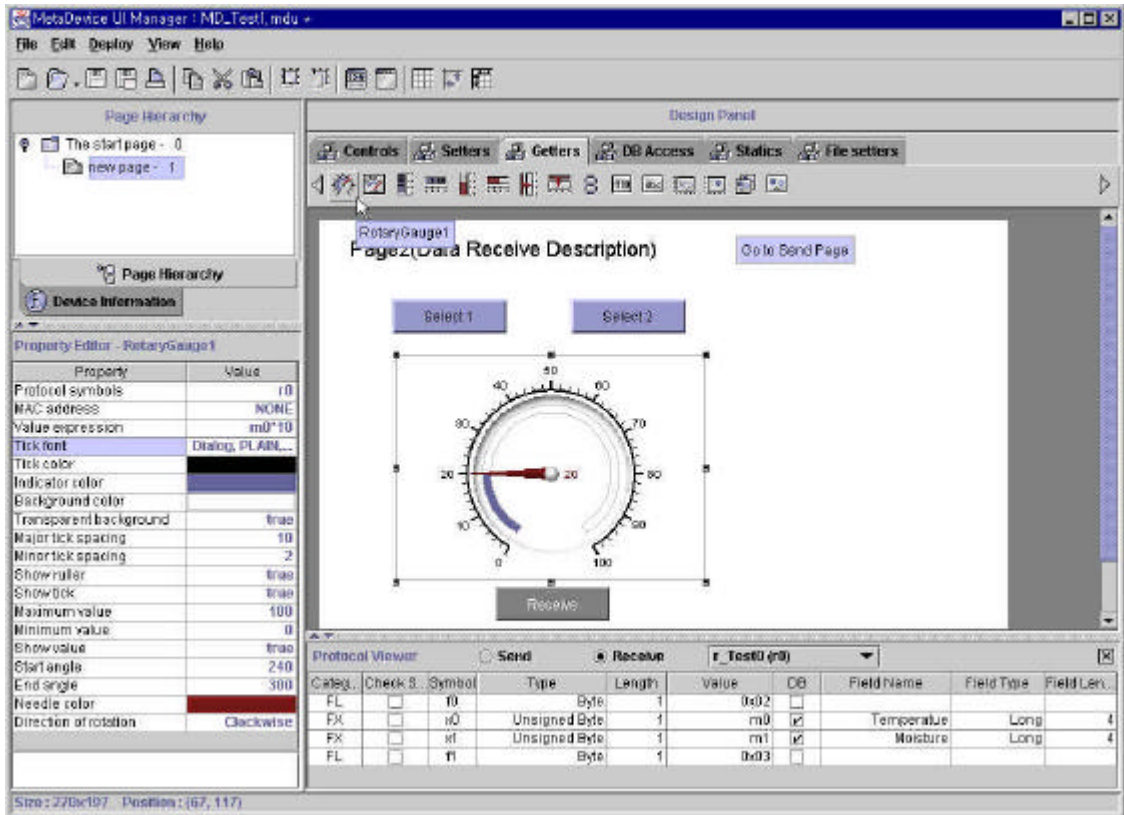 MetaDevice UI Manager : MD_Test1.mdu
File Edit Deploy View Help
Page Hierarchy
The start page - 0
new page - 1
Page Hierarchy
Device Information
Design Panel
Controls Setters Getters DB Access Statics File setters
RotaryGauge1
Page2(Data Receive Description)
Go to Send Page
Select 1
Select 2
0
10
20
30
40
50
60
70
80
90
100
20
Receive
Property Editor - RotaryGauge1
Property Value
Protocol symbols r0
MAC address NONE
Value expression m0*10
Tick font Dialog, PLAIN,...
Tick color
Indicator color
Background color
Transparent background true
Major tick spacing 10
Minor tick spacing 2
Show ruler true
Show tick true
Maximum value 100
Minimum value 0
Show value true
Start angle 240
End angle 300
Needle color
Direction of rotation Clockwise
Protocol Viewer Send Receive r_Test0 (r0)
Categ... Check S... Symbol Type Length Value DB Field Name Field Type Field Len...
FL f0 Byte 1 0x02
FX x0 Unsigned Byte 1 m0 Temperatue Long 4
FX x1 Unsigned Byte 1 m1 Moisture Long 4
FL f1 Byte 1 0x03
Size : 220x197 Position : (67, 117)